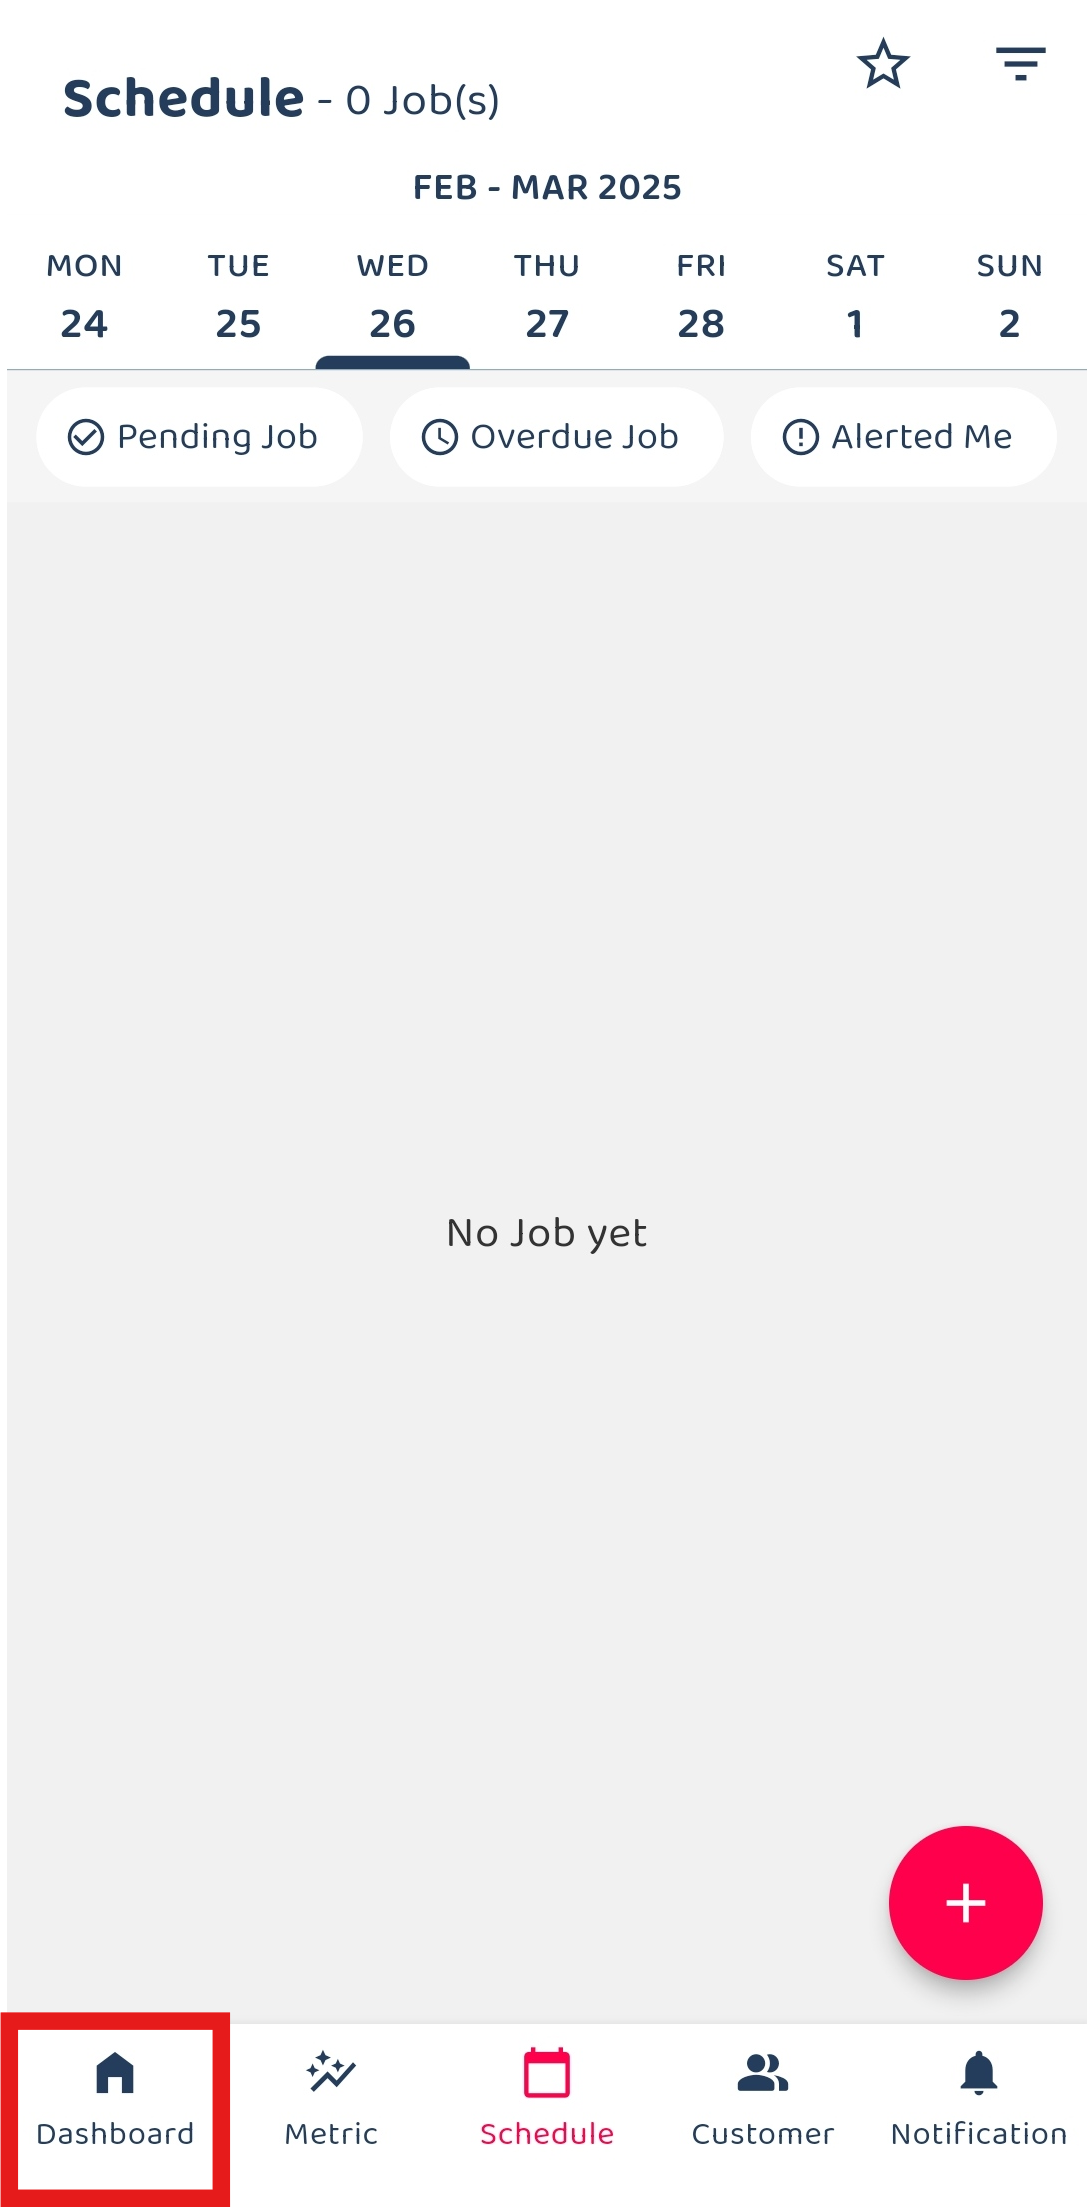 Schedule - 0 Job(s)
FEB - MAR 2025
MON TUE WED THU FRI SAT SUN
24 25 26 27 28 1 2
Pending Job Overdue Job Alerted Me
No Job yet
Dashboard Metric Schedule Customer Notification